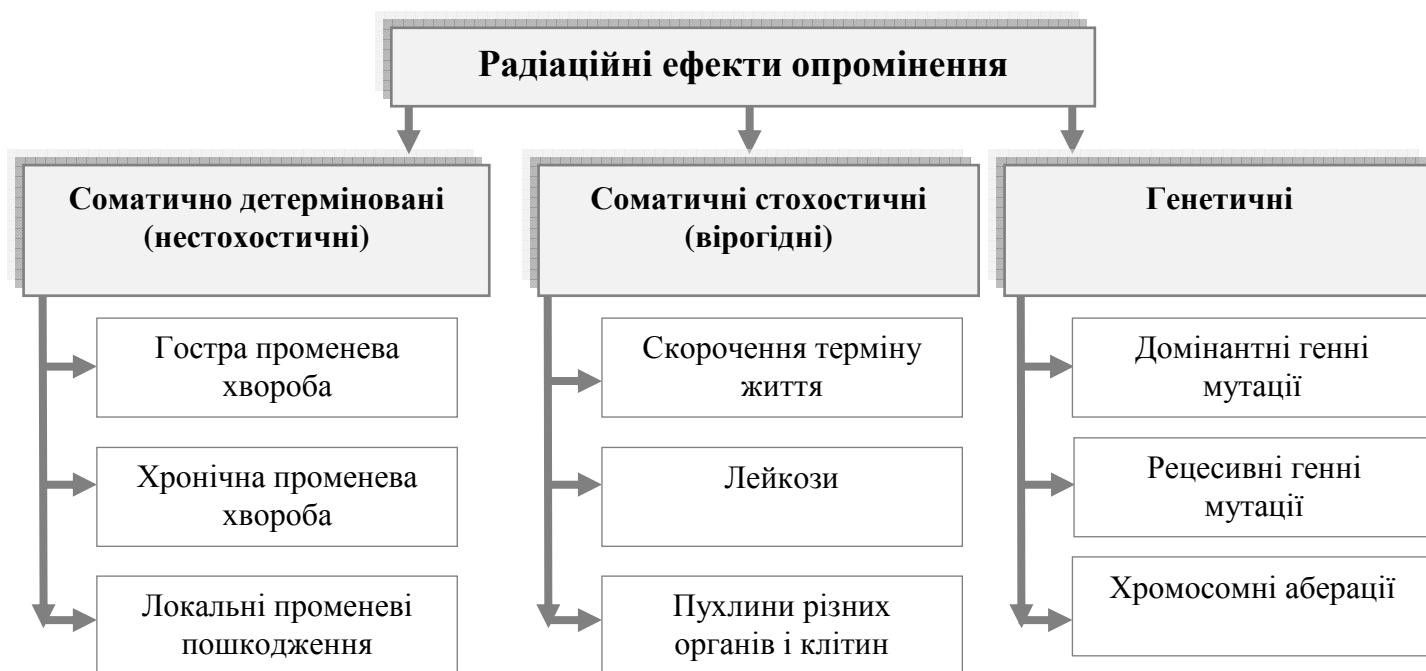 Радіаційні ефекти опромінення
Соматично детерміновані
(нестохостичні)
Гостра променева
хвороба
Хронічна променева
хвороба
Локальні променеві
пошкодження
Соматичні стохостичні
(вірогідні)
Скорочення терміну
життя
Лейкози
Пухлини різних
органів і клітин
Генетичні
Домінантні генні
мутації
Рецесивні генні
мутації
Хромосомні аберації